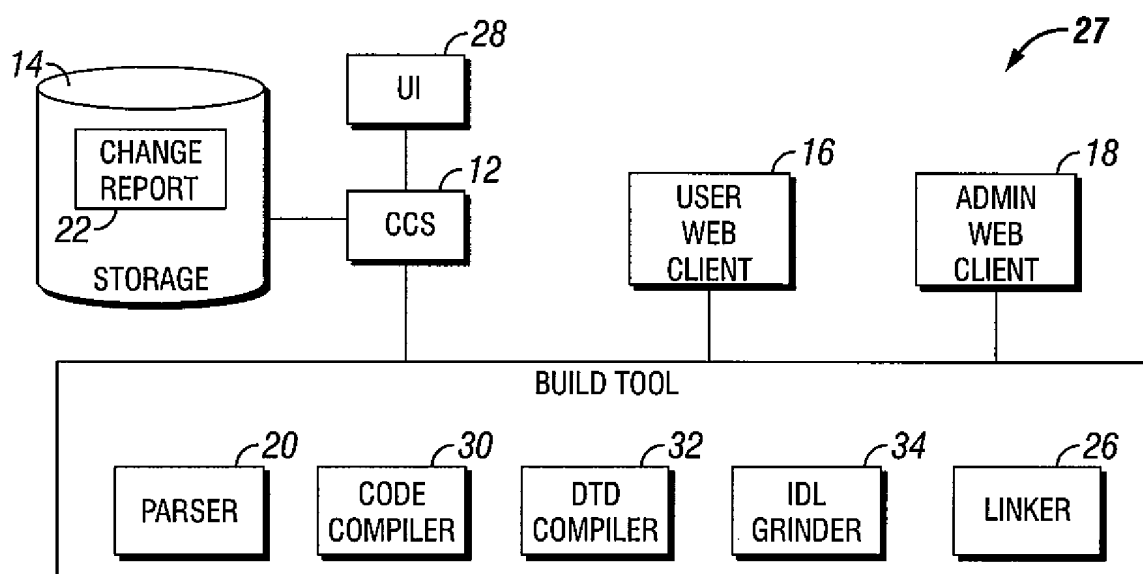 27
14
28
UI
CHANGE
REPORT
22
STORAGE
12
CCS
16
USER
WEB
CLIENT
18
ADMIN
WEB
CLIENT
BUILD TOOL
20
PARSER
30
CODE
COMPILER
32
DTD
COMPILER
34
IDL
GRINDER
26
LINKER